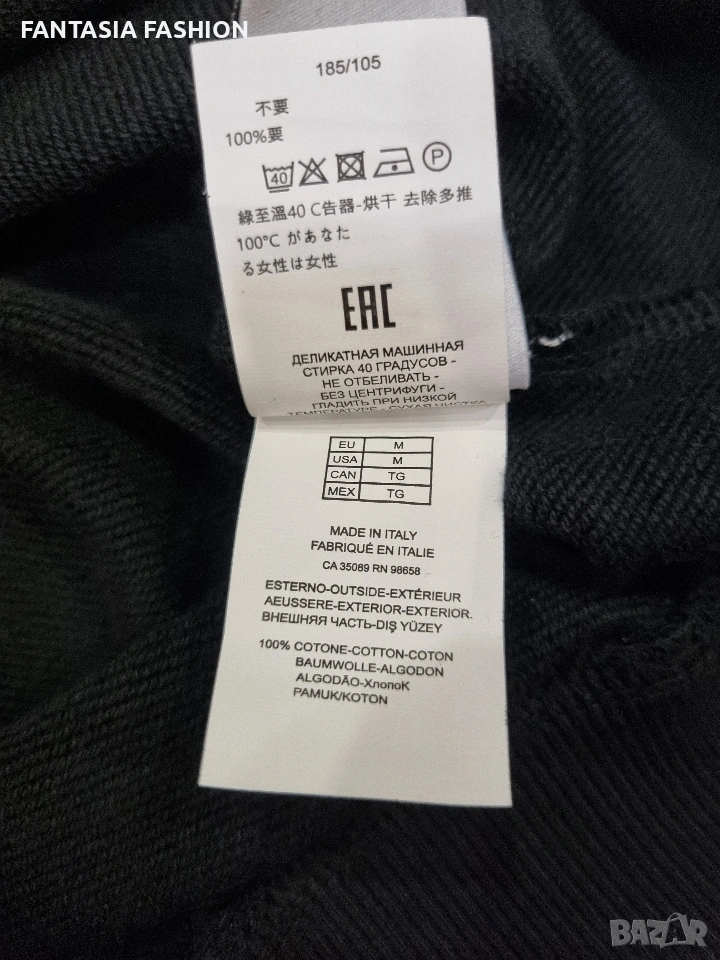 FANTASIA FASHION
185/105
不要
100%要
40 P
綠至溫40 C告器-烘干 去除多推
100°C があなた
る女性は女性
EAC
ДЕЛИКАТНАЯ МАШИННАЯ
СТИРКА 40 ГРАДУСОВ -
НЕ ОТБЕЛИВАТЬ -
БЕЗ ЦЕНТРИФУГИ -
ГЛАДИТЬ ПРИ НИЗКОЙ
ТЕМПЕРАТУРЕ - СУХАЯ ЧИСТКА
EU M
USA M
CAN TG
MEX TG
MADE IN ITALY
FABRIQUÉ EN ITALIE
CA 35089 RN 98658
ESTERNO-OUTSIDE-EXTÉRIEUR
AEUSSERE-EXTERIOR-EXTERIOR.
ВНЕШНЯЯ ЧАСТЬ-DIŞ YÜZEY
100% COTONE-COTTON-COTON
BAUMWOLLE-ALGODON
ALGODÃO-ХлопоК
PAMUK/KOTON
BAZAR